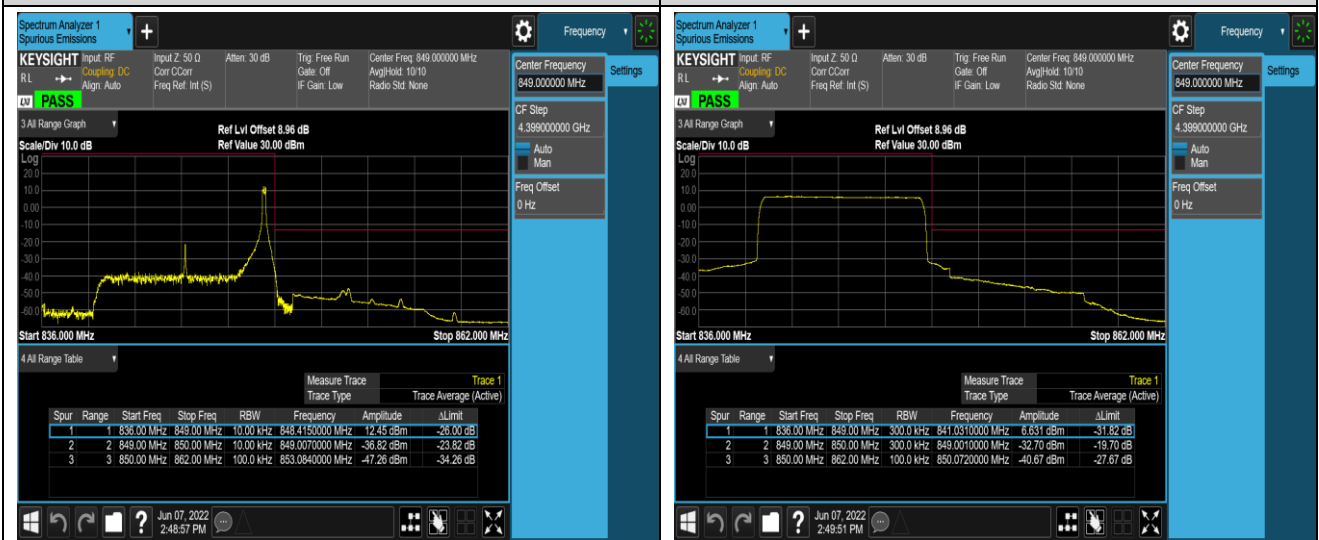 Spectrum Analyzer 1
Spurious Emissions
+
Frequency
KEYSIGHT Input: RF Input Z: 50 Ω Atten: 30 dB Trig: Free Run Center Freq: 849.000000 MHz
Coupling: DC Corr CCorr Gate: Off Avg|Hold: 10/10
R L Align: Auto Freq Ref: Int (S) IF Gain: Low Radio Std: None
LXI PASS
Center Frequency
849.000000 MHz
Settings
CF Step
4.399000000 GHz
Auto
Man
Freq Offset
0 Hz
3 All Range Graph
Ref Lvl Offset 8.96 dB
Scale/Div 10.0 dB Ref Value 30.00 dBm
Log
20.0
10.0
0.00
-10.0
-20.0
-30.0
-40.0
-50.0
-60.0
Start 836.000 MHz Stop 862.000 MHz
4 All Range Table
Measure Trace Trace 1
Trace Type Trace Average (Active)
Spur Range Start Freq Stop Freq RBW Frequency Amplitude ΔLimit
1 1 836.00 MHz 849.00 MHz 10.00 kHz 848.4150000 MHz 12.45 dBm -26.00 dB
2 2 849.00 MHz 850.00 MHz 10.00 kHz 849.0070000 MHz -36.82 dBm -23.82 dB
3 3 850.00 MHz 862.00 MHz 100.0 kHz 853.0840000 MHz -47.26 dBm -34.26 dB
?
Jun 07, 2022
2:48:57 PM
Spectrum Analyzer 1
Spurious Emissions
+
Frequency
KEYSIGHT Input: RF Input Z: 50 Ω Atten: 30 dB Trig: Free Run Center Freq: 849.000000 MHz
Coupling: DC Corr CCorr Gate: Off Avg|Hold: 10/10
R L Align: Auto Freq Ref: Int (S) IF Gain: Low Radio Std: None
LXI PASS
Center Frequency
849.000000 MHz
Settings
CF Step
4.399000000 GHz
Auto
Man
Freq Offset
0 Hz
3 All Range Graph
Ref Lvl Offset 8.96 dB
Scale/Div 10.0 dB Ref Value 30.00 dBm
Log
20.0
10.0
0.00
-10.0
-20.0
-30.0
-40.0
-50.0
-60.0
Start 836.000 MHz Stop 862.000 MHz
4 All Range Table
Measure Trace Trace 1
Trace Type Trace Average (Active)
Spur Range Start Freq Stop Freq RBW Frequency Amplitude ΔLimit
1 1 836.00 MHz 849.00 MHz 300.0 kHz 841.0310000 MHz 6.631 dBm -31.82 dB
2 2 849.00 MHz 850.00 MHz 300.0 kHz 849.0010000 MHz -32.70 dBm -19.70 dB
3 3 850.00 MHz 862.00 MHz 100.0 kHz 850.0720000 MHz -40.67 dBm -27.67 dB
?
Jun 07, 2022
2:49:51 PM